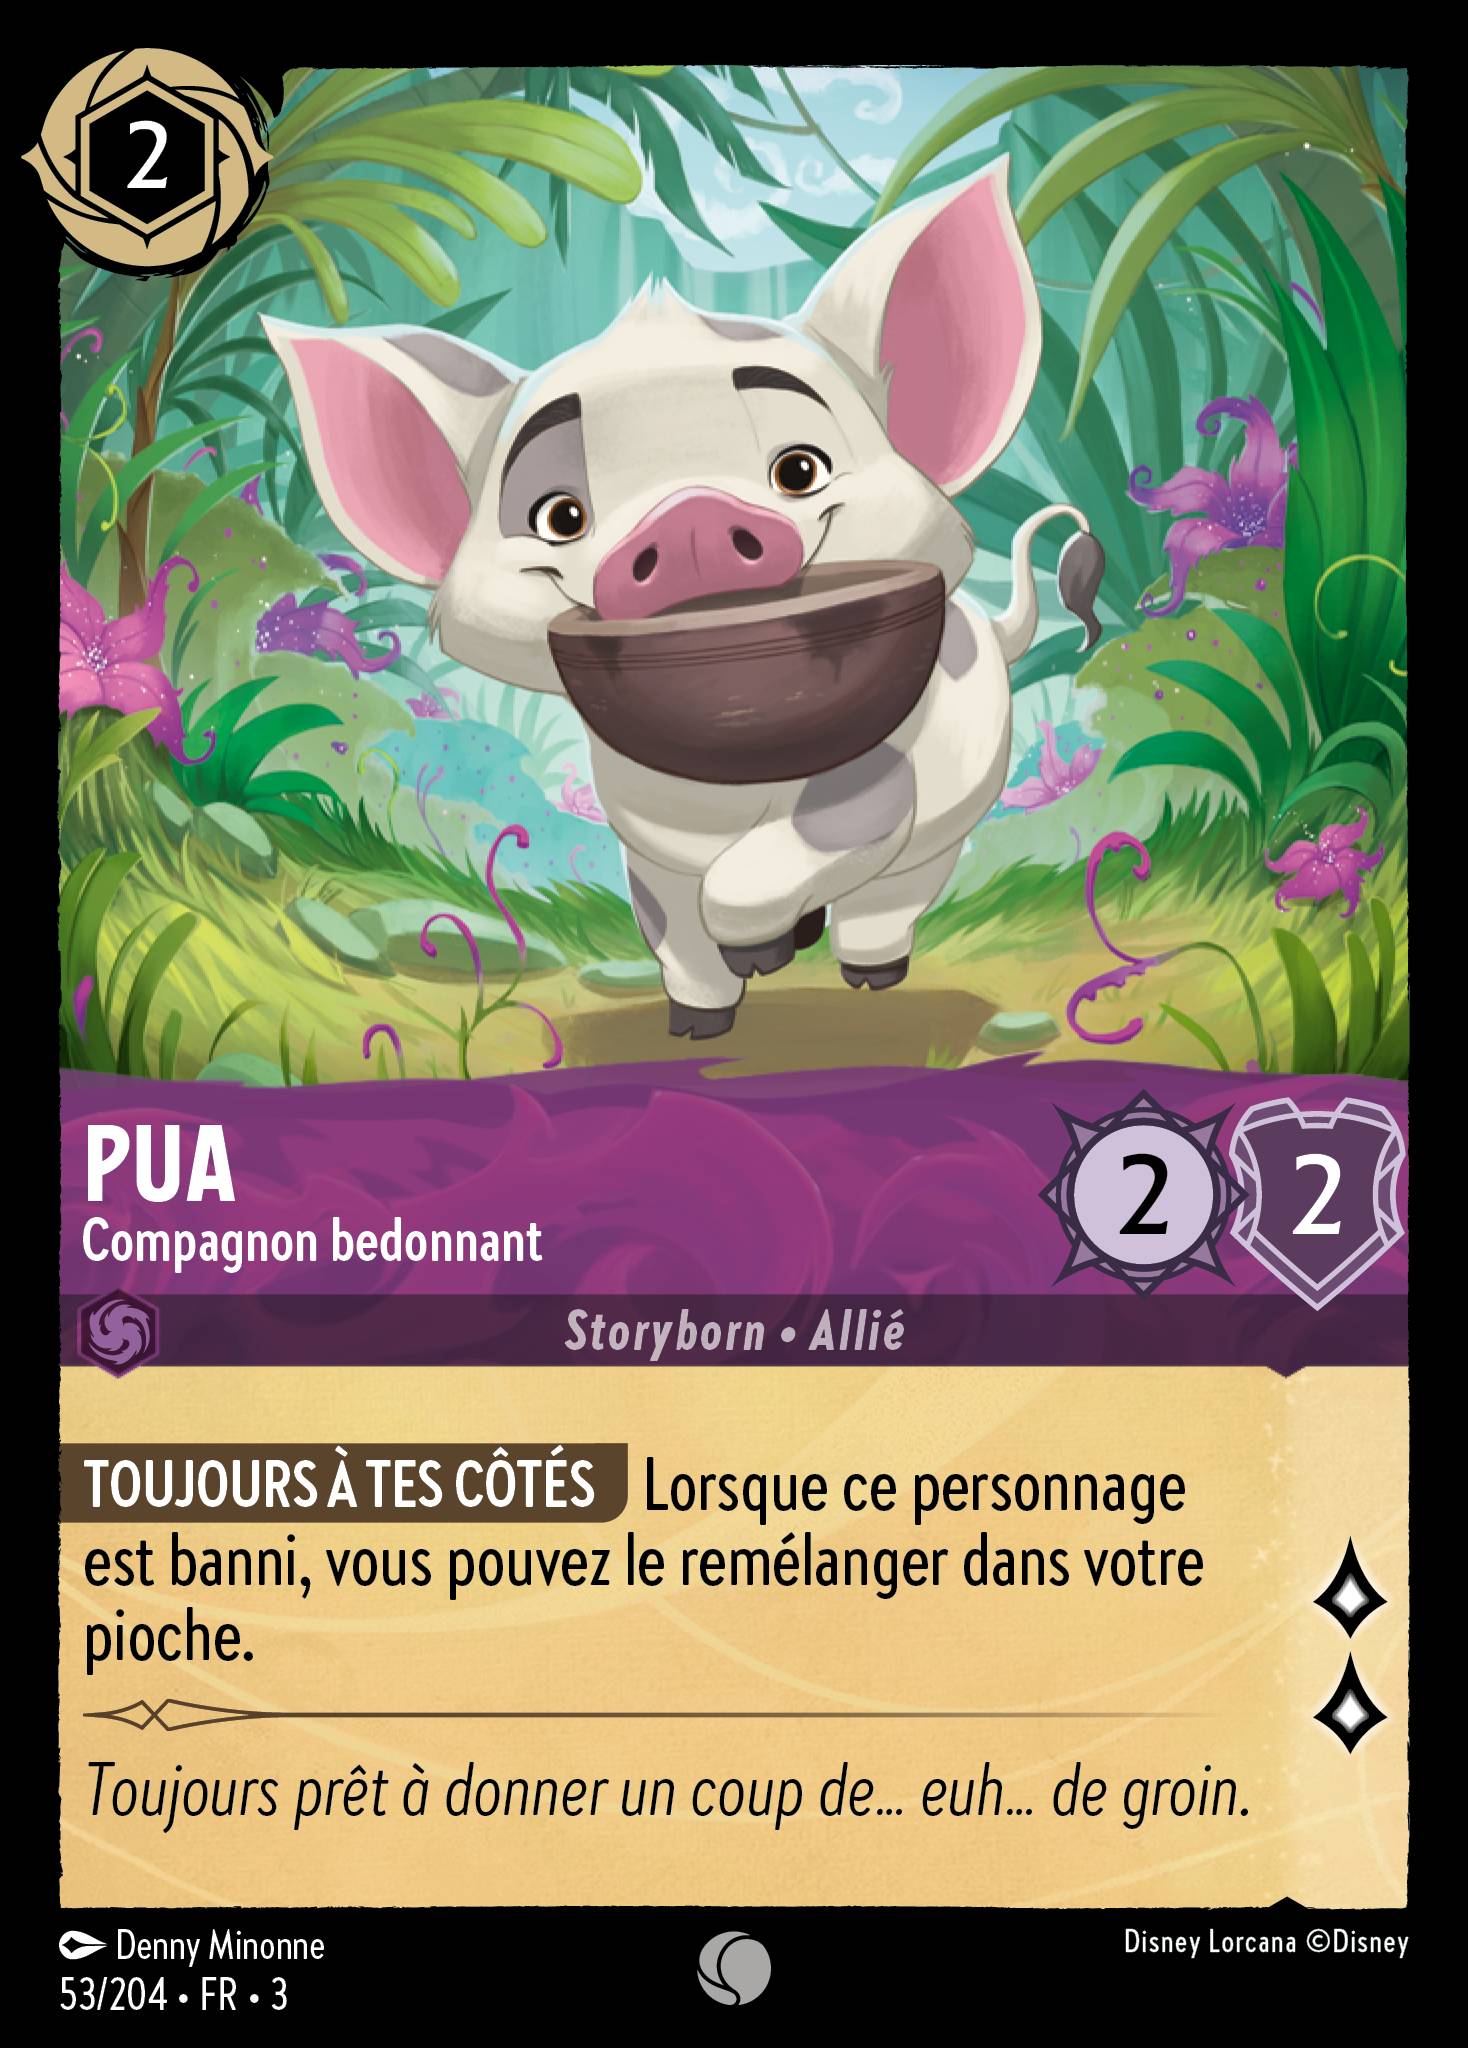 2
PUA
Compagnon bedonnant
2
2
Storyborn • Allié
TOUJOURS À TES CÔTÉS Lorsque ce personnage
est banni, vous pouvez le remélanger dans votre
pioche.
Toujours prêt à donner un coup de... euh... de groin.
Denny Minonne
Disney Lorcana ©Disney
53/204 • FR • 3